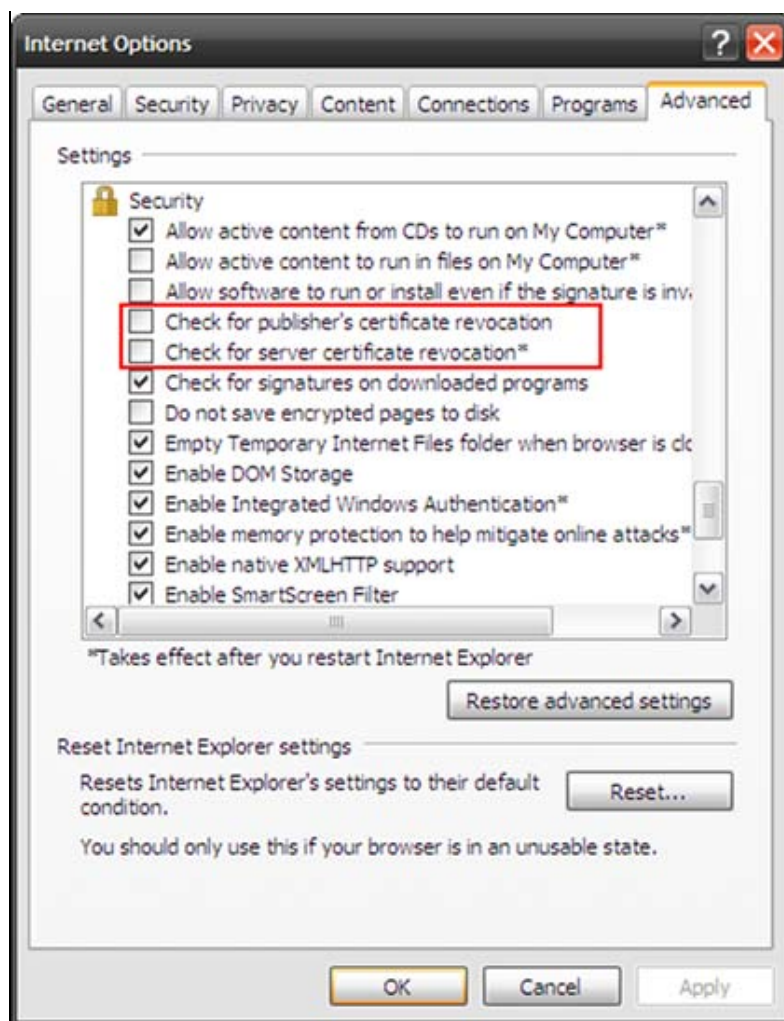 Internet Options
General Security Privacy Content Connections Programs Advanced
Settings
Security
Allow active content from CDs to run on My Computer*
Allow active content to run in files on My Computer*
Allow software to run or install even if the signature is inv
Check for publisher's certificate revocation
Check for server certificate revocation*
Check for signatures on downloaded programs
Do not save encrypted pages to disk
Empty Temporary Internet Files folder when browser is clo
Enable DOM Storage
Enable Integrated Windows Authentication*
Enable memory protection to help mitigate online attacks*
Enable native XMLHTTP support
Enable SmartScreen Filter
*Takes effect after you restart Internet Explorer
Restore advanced settings
Reset Internet Explorer settings
Resets Internet Explorer's settings to their default
condition.
Reset...
You should only use this if your browser is in an unusable state.
OK Cancel Apply